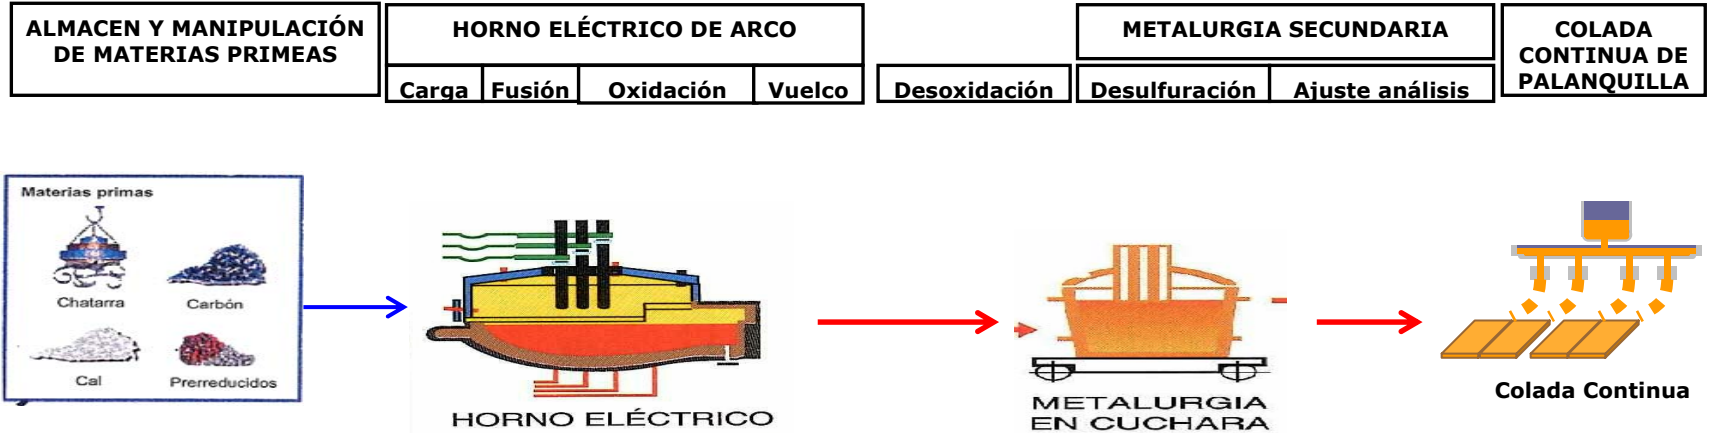 ALMACEN Y MANIPULACIÓN
DE MATERIAS PRIMEAS
HORNO ELÉCTRICO DE ARCO
Carga
Fusión
Oxidación
Vuelco
Desoxidación
METALURGIA SECUNDARIA
Desulfuración
Ajuste análisis
COLADA
CONTINUA DE
PALANQUILLA
Materias primas
Chatarra
Carbón
Cal
Prerreducidos
HORNO ELÉCTRICO
METALURGIA
EN CUCHARA
Colada Continua